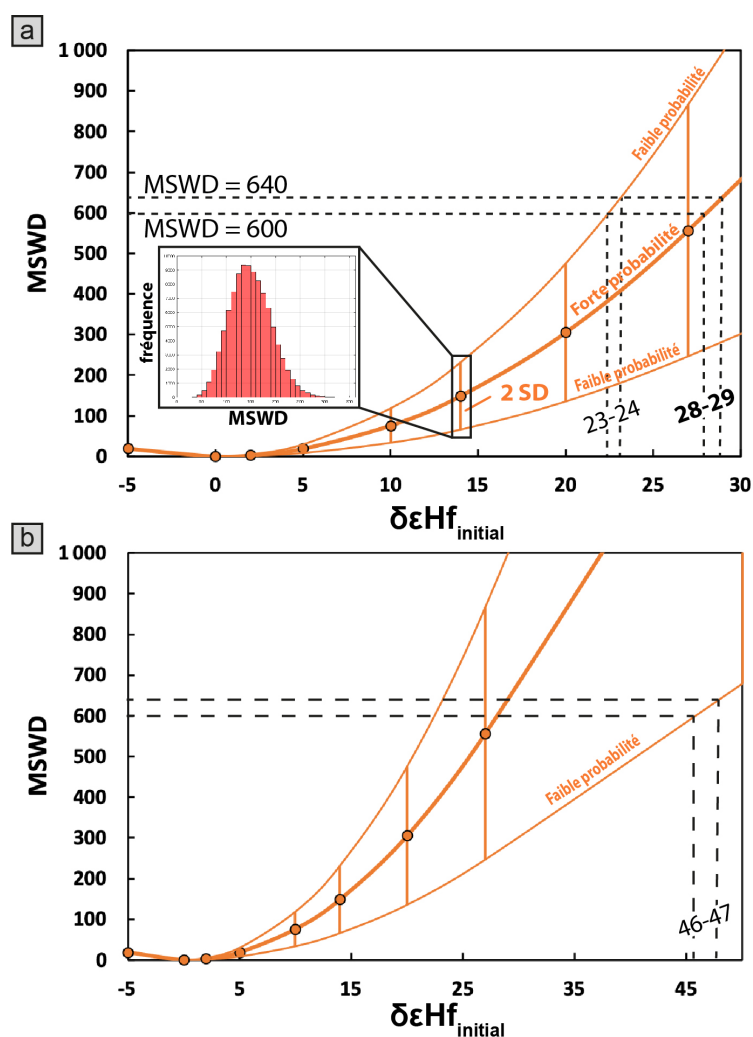 a
1 000
900
800
700
600
500
400
300
200
100
0
MSWD
MSWD = 640
MSWD = 600
Faible probabilité
Forte probabilité
Faible probabilité
fréquence
MSWD
2 SD
23-24
28-29
-5 0 5 10 15 20 25 30
δεHfinitial
b
1 000
900
800
700
600
500
400
300
200
100
0
MSWD
Faible probabilité
46-47
-5 5 15 25 35 45
δεHfinitial